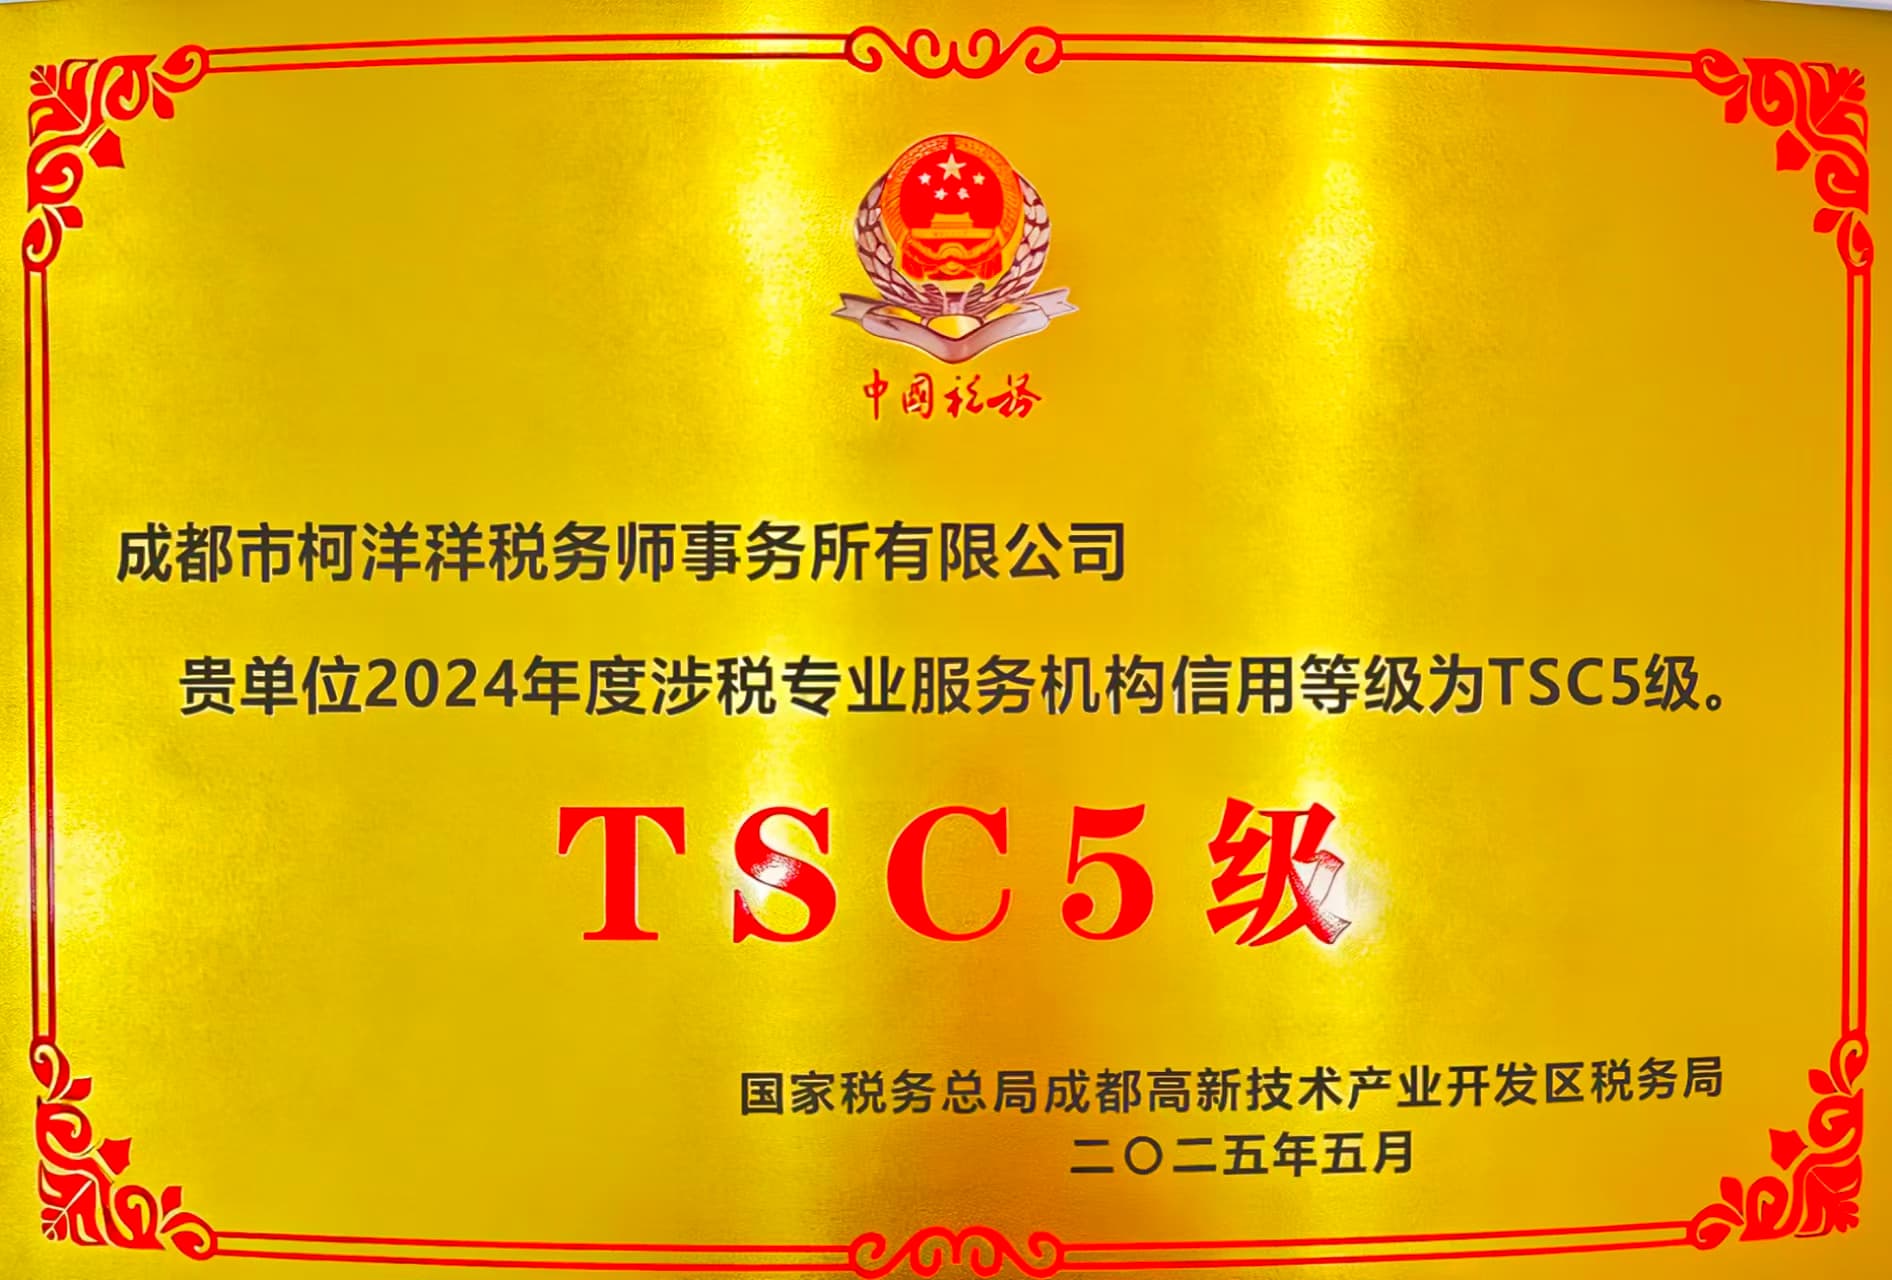 中国税务
成都市柯洋洋税务师事务所有限公司
贵单位2024年度涉税专业服务机构信用等级为TSC5级。
TSC5级
国家税务总局成都高新技术产业开发区税务局
二〇二五年五月